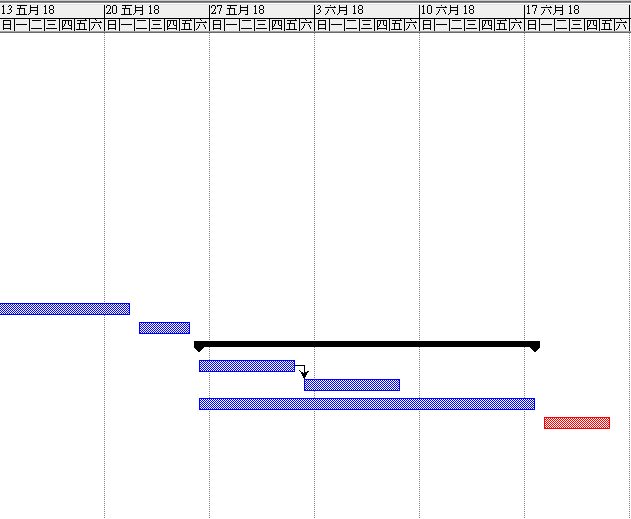 13 五月 18 20 五月 18 27 五月 18 3 六月 18 10 六月 18 17 六月 18
日 一 二 三 四 五 六 日 一 二 三 四 五 六 日 一 二 三 四 五 六 日 一 二 三 四 五 六 日 一 二 三 四 五 六 日 一 二 三 四 五 六